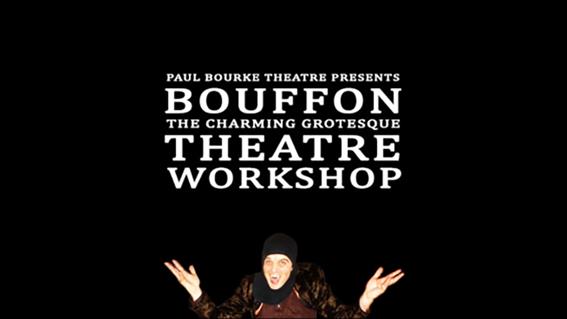 PAUL BOURKE THEATRE PRESENTS
BOUFFON
THE CHARMING GROTESQUE
THEATRE
WORKSHOP